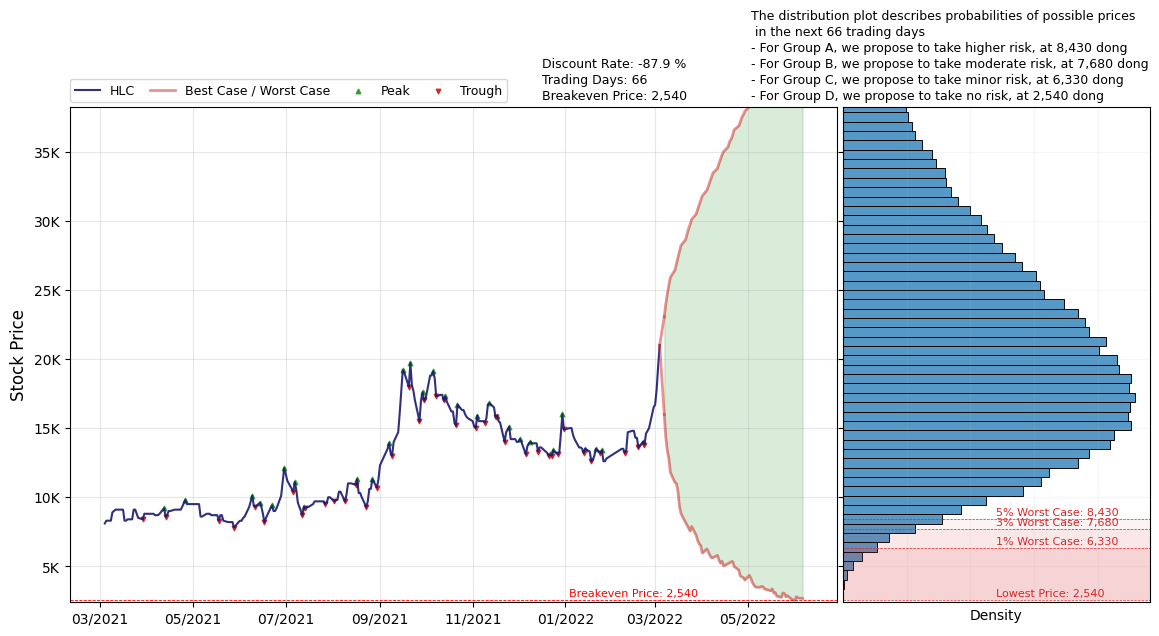 The distribution plot describes probabilities of possible prices
in the next 66 trading days
- For Group A, we propose to take higher risk, at 8,430 dong
- For Group B, we propose to take moderate risk, at 7,680 dong
- For Group C, we propose to take minor risk, at 6,330 dong
- For Group D, we propose to take no risk, at 2,540 dong
Discount Rate: -87.9 %
Trading Days: 66
Breakeven Price: 2,540
HLC
Best Case / Worst Case
Peak
Trough
Stock Price
35K
30K
25K
20K
15K
10K
5K
5% Worst Case: 8,430
3% Worst Case: 7,680
1% Worst Case: 6,330
Breakeven Price: 2,540
Lowest Price: 2,540
03/2021
05/2021
07/2021
09/2021
11/2021
01/2022
03/2022
05/2022
Density